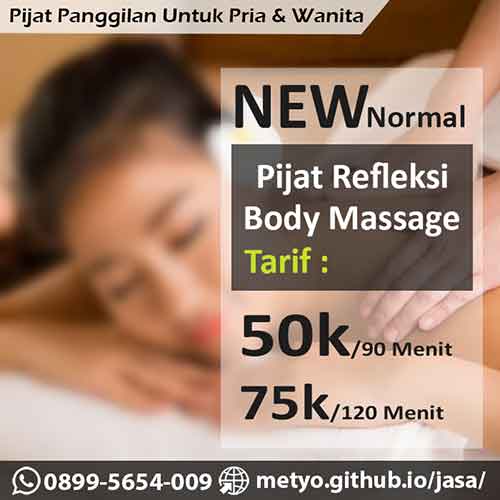 Pijat Panggilan Untuk Pria & Wanita
NEW Normal
Pijat Refleksi
Body Massage
Tarif :
50k/90 Menit
75k/120 Menit
0899-5654-009 metyo.github.io/jasa/